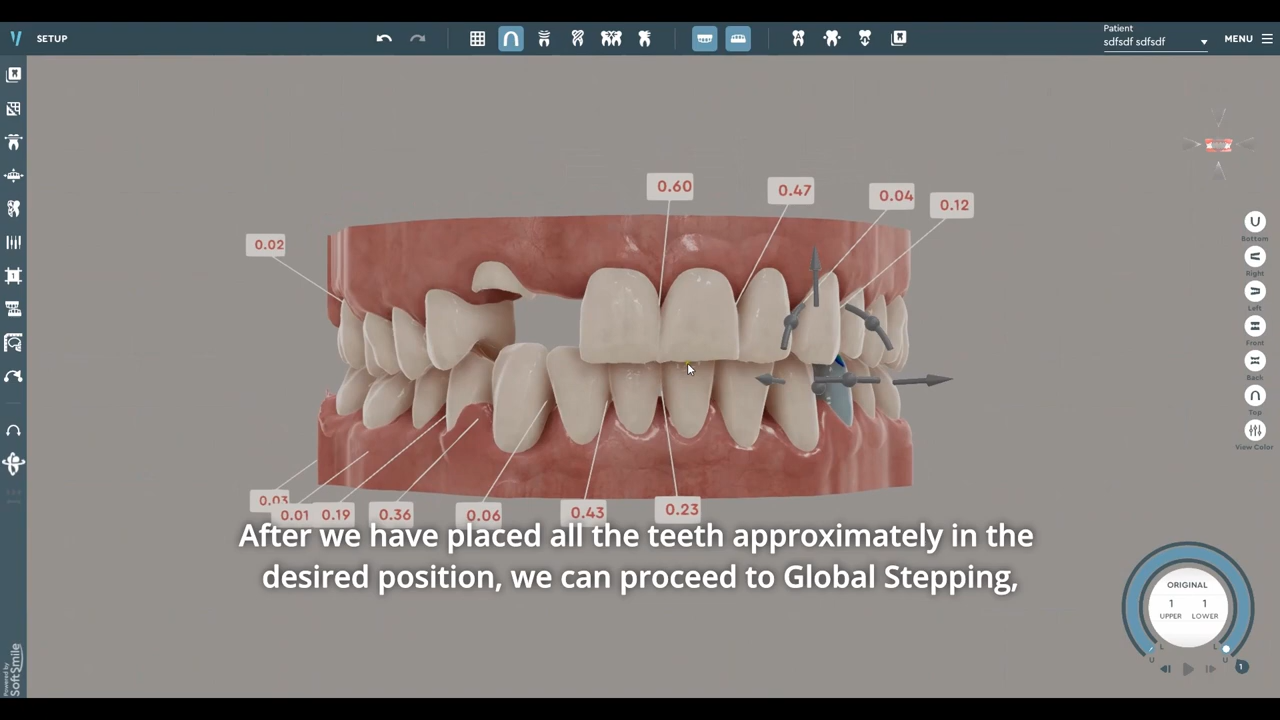 SETUP
Patient
sdfsdf sdfsdf
MENU
0.60
0.47
0.04
0.12
0.02
Bottom
Right
Left
Front
Back
Top
View Color
0.03
0.01
0.19
0.36
0.06
0.43
0.23
After we have placed all the teeth approximately in the
desired position, we can proceed to Global Stepping,
ORIGINAL
1 1
UPPER LOWER
L L
U U
1
Powered by
SoftSmile